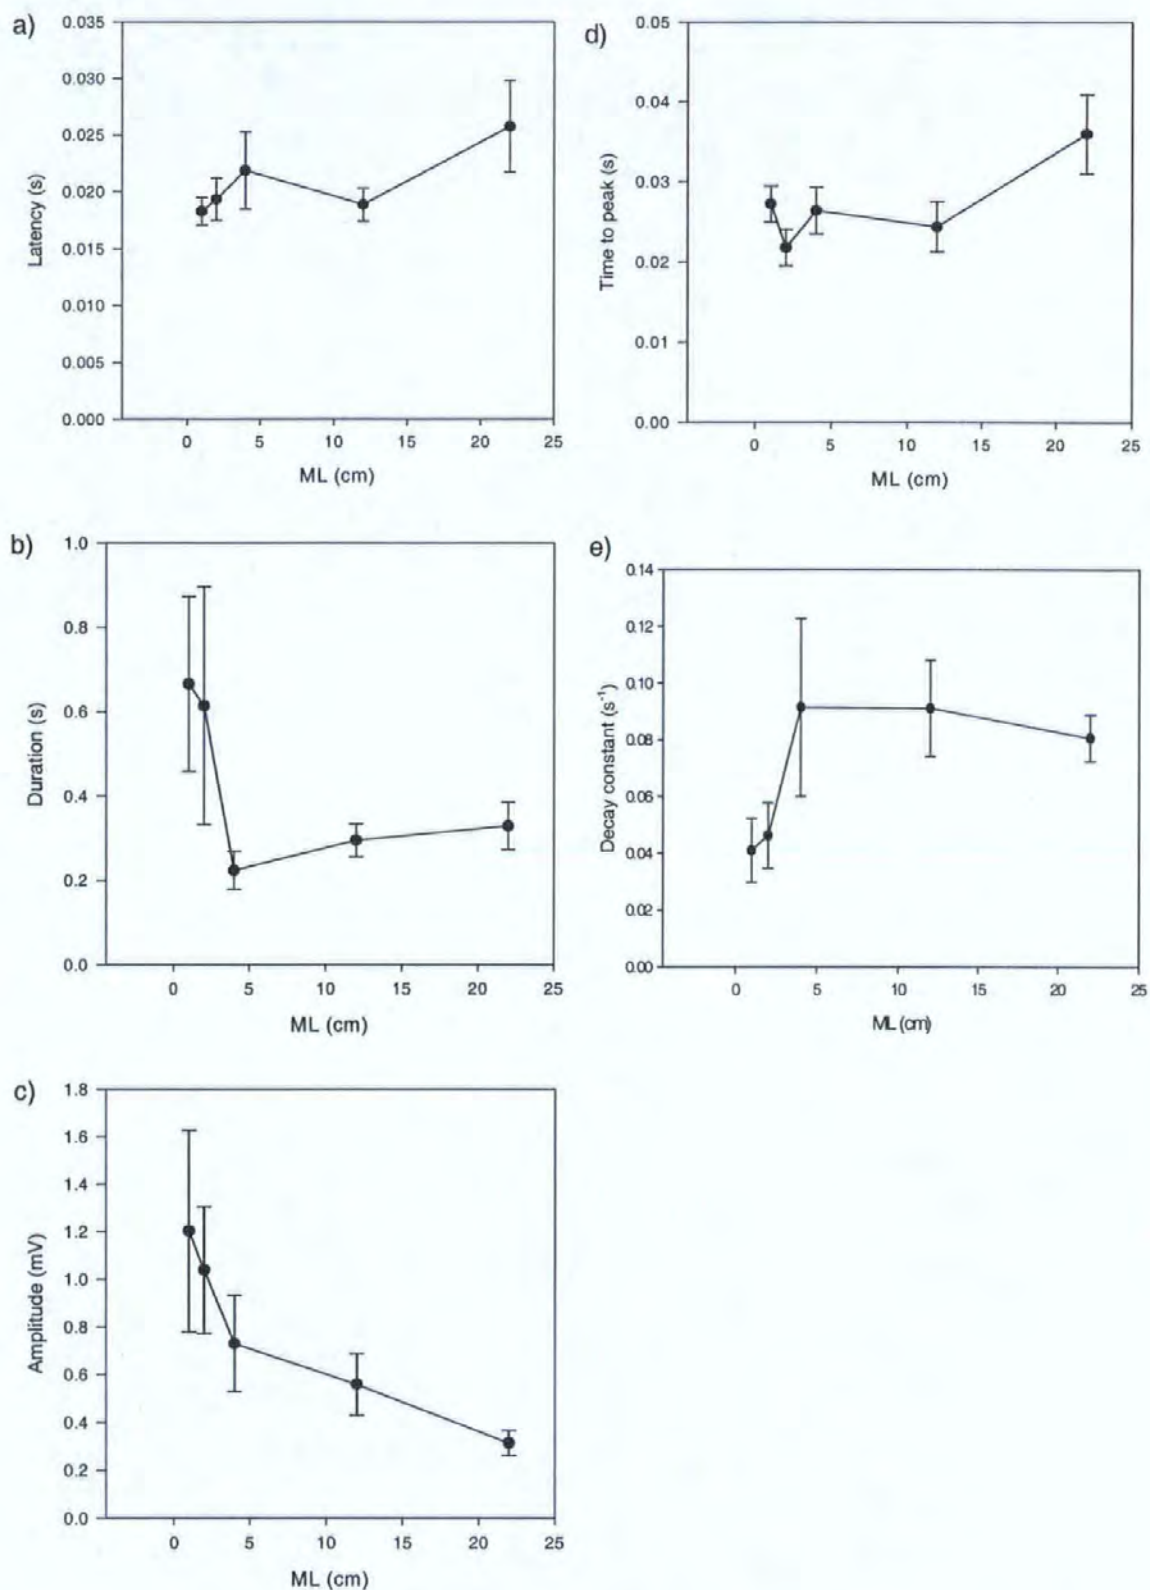 a)
0.035
0.030
0.025
0.020
0.015
0.010
0.005
0.000
Latency (s)
0 5 10 15 20 25
ML (cm)
d)
0.05
0.04
0.03
0.02
0.01
0.00
Time to peak (s)
0 5 10 15 20 25
ML (cm)
b)
1.0
0.8
0.6
0.4
0.2
0.0
Duration (s)
0 5 10 15 20 25
ML (cm)
e)
0.14
0.12
0.10
0.08
0.06
0.04
0.02
0.00
Decay constant (s⁻¹)
0 5 10 15 20 25
ML (cm)
c)
1.8
1.6
1.4
1.2
1.0
0.8
0.6
0.4
0.2
0.0
Amplitude (mV)
0 5 10 15 20 25
ML (cm)